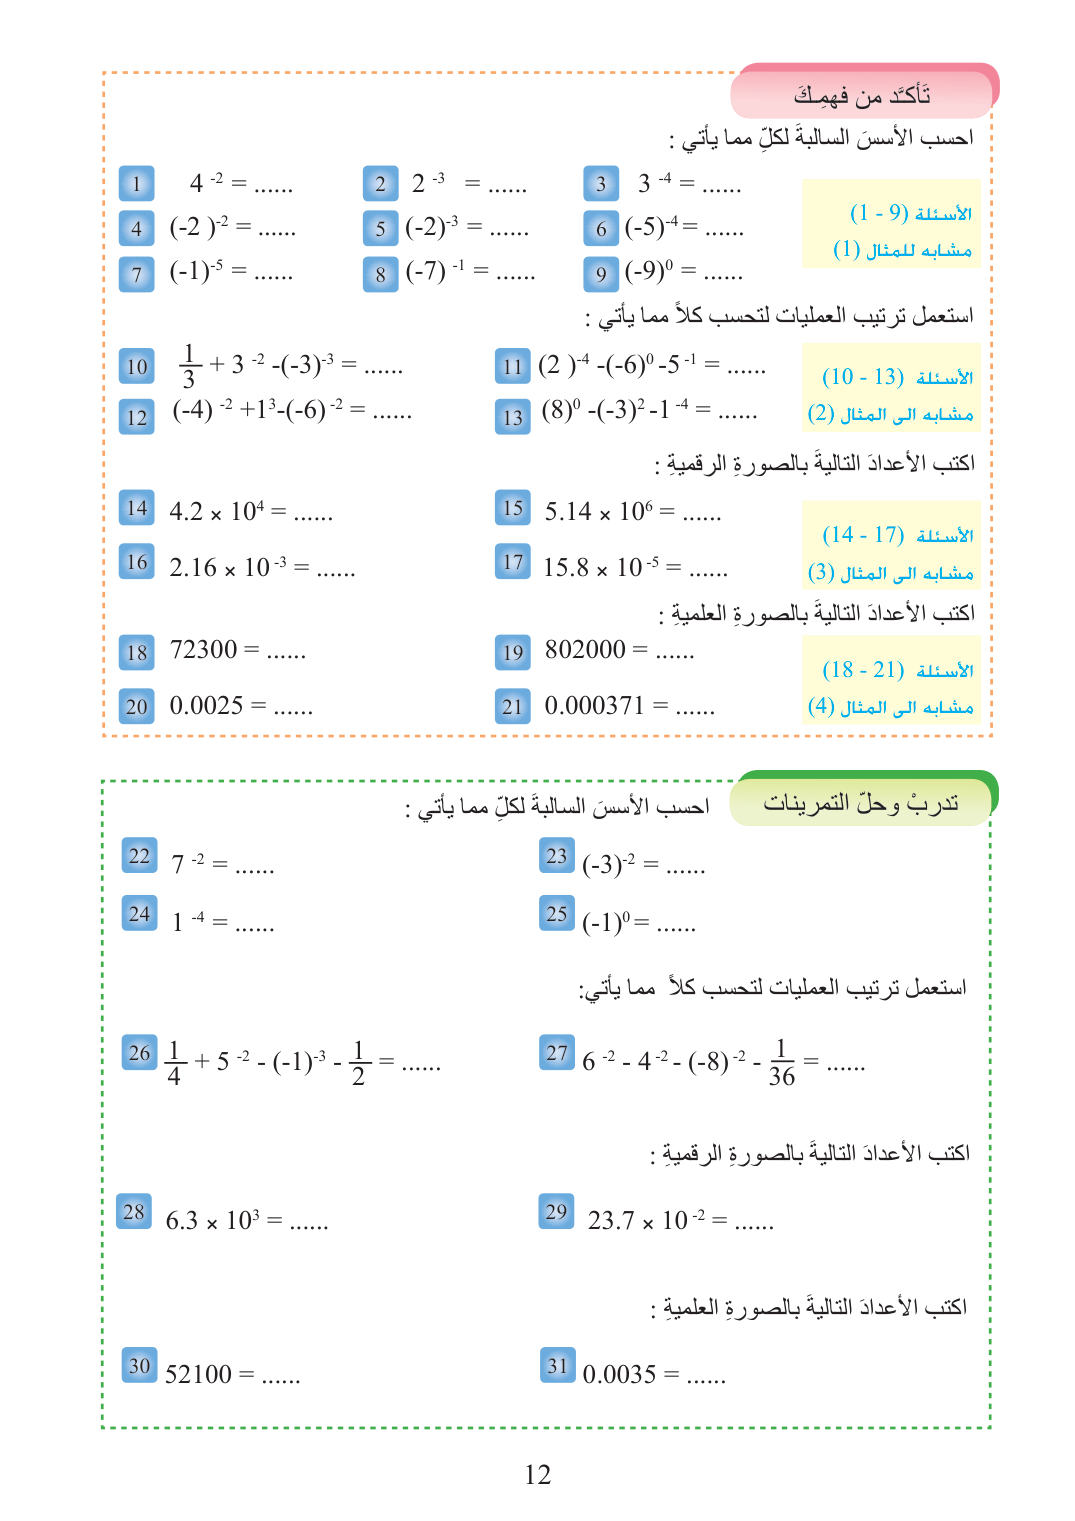 تَأكـَّد من فهمِـكَ
احسب الأسسَ السالبةَ لكلِّ مما يأتي :
1 4 ⁻² = ...... 2 2 ⁻³ = ...... 3 3 ⁻⁴ = ......
الأسئلة (9 - 1)
4 (-2 )⁻² = ...... 5 (-2)⁻³ = ...... 6 (-5)⁻⁴ = ......
مشابه للمثال (1)
7 (-1)⁻⁵ = ...... 8 (-7) ⁻¹ = ...... 9 (-9)⁰ = ......
استعمل ترتيب العمليات لتحسب كلاً مما يأتي :
10 1/3 + 3 ⁻² -(-3)⁻³ = ...... 11 (2 )⁻⁴ -(-6)⁰ -5 ⁻¹ = ......
الأسئلة (13 - 10)
12 (-4) ⁻² +1³-(-6) ⁻² = ...... 13 (8)⁰ -(-3)² -1 ⁻⁴ = ......
مشابه الى المثال (2)
اكتب الأعدادَ التاليةَ بالصورةِ الرقميةِ :
14 4.2 × 10⁴ = ...... 15 5.14 × 10⁶ = ......
الأسئلة (17 - 14)
16 2.16 × 10 ⁻³ = ...... 17 15.8 × 10 ⁻⁵ = ......
مشابه الى المثال (3)
اكتب الأعدادَ التاليةَ بالصورةِ العلميةِ :
18 72300 = ...... 19 802000 = ......
الأسئلة (21 - 18)
20 0.0025 = ...... 21 0.000371 = ......
مشابه الى المثال (4)
تدربْ وحلّ التمرينات
احسب الأسسَ السالبةَ لكلِّ مما يأتي :
22 7 ⁻² = ...... 23 (-3)⁻² = ......
24 1 ⁻⁴ = ...... 25 (-1)⁰ = ......
استعمل ترتيب العمليات لتحسب كلاً مما يأتي:
26 1/4 + 5 ⁻² - (-1)⁻³ - 1/2 = ...... 27 6 ⁻² - 4 ⁻² - (-8) ⁻² - 1/36 = ......
اكتب الأعدادَ التاليةَ بالصورةِ الرقميةِ :
28 6.3 × 10³ = ...... 29 23.7 × 10 ⁻² = ......
اكتب الأعدادَ التاليةَ بالصورةِ العلميةِ :
30 52100 = ...... 31 0.0035 = ......
12